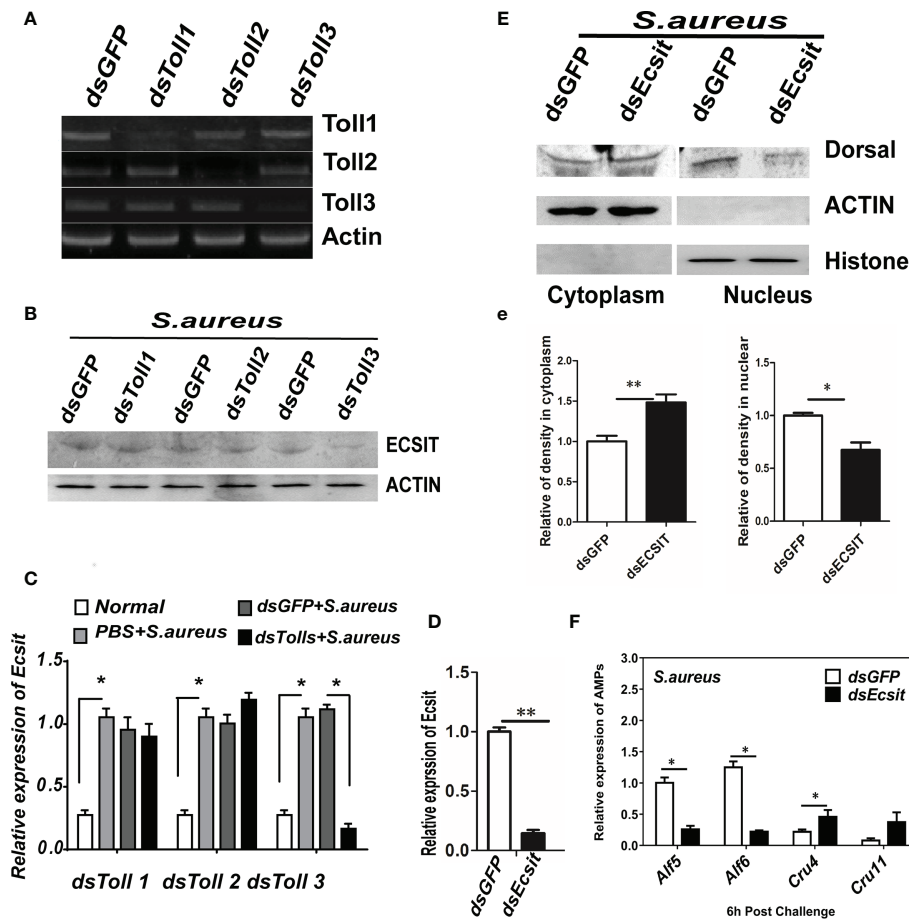 A
dsGFP dsToll1 dsToll2 dsToll3
Toll1
Toll2
Toll3
Actin
B
S.aureus
dsGFP dsToll1 dsGFP dsToll2 dsGFP dsToll3
ECSIT
ACTIN
C
Normal
dsGFP+S.aureus
PBS+S.aureus
dsTolls+S.aureus
Relative expression of Ecsit
1.5
1.0
0.5
0.0
* * * *
dsToll 1 dsToll 2 dsToll 3
D
Relative exprssion of Ecsit
1.5
1.0
0.5
0.0
**
dsGFP dsEcsit
E
S.aureus
dsGFP dsEcsit dsGFP dsEcsit
Dorsal
ACTIN
Histone
Cytoplasm Nucleus
e
Relative of density in cytoplasm
2.0
1.5
1.0
0.5
0.0
**
dsGFP dsECSIT
Relative of density in nuclear
1.5
1.0
0.5
0.0
*
dsGFP dsECSIT
F
Relative expression of AMPs
3.0
2.5
2.0
1.5
1.0
0.5
0.0
S.aureus
dsGFP
dsEcsit
* * *
Alf5 Alf6 Cru4 Cru11
6h Post Challenge